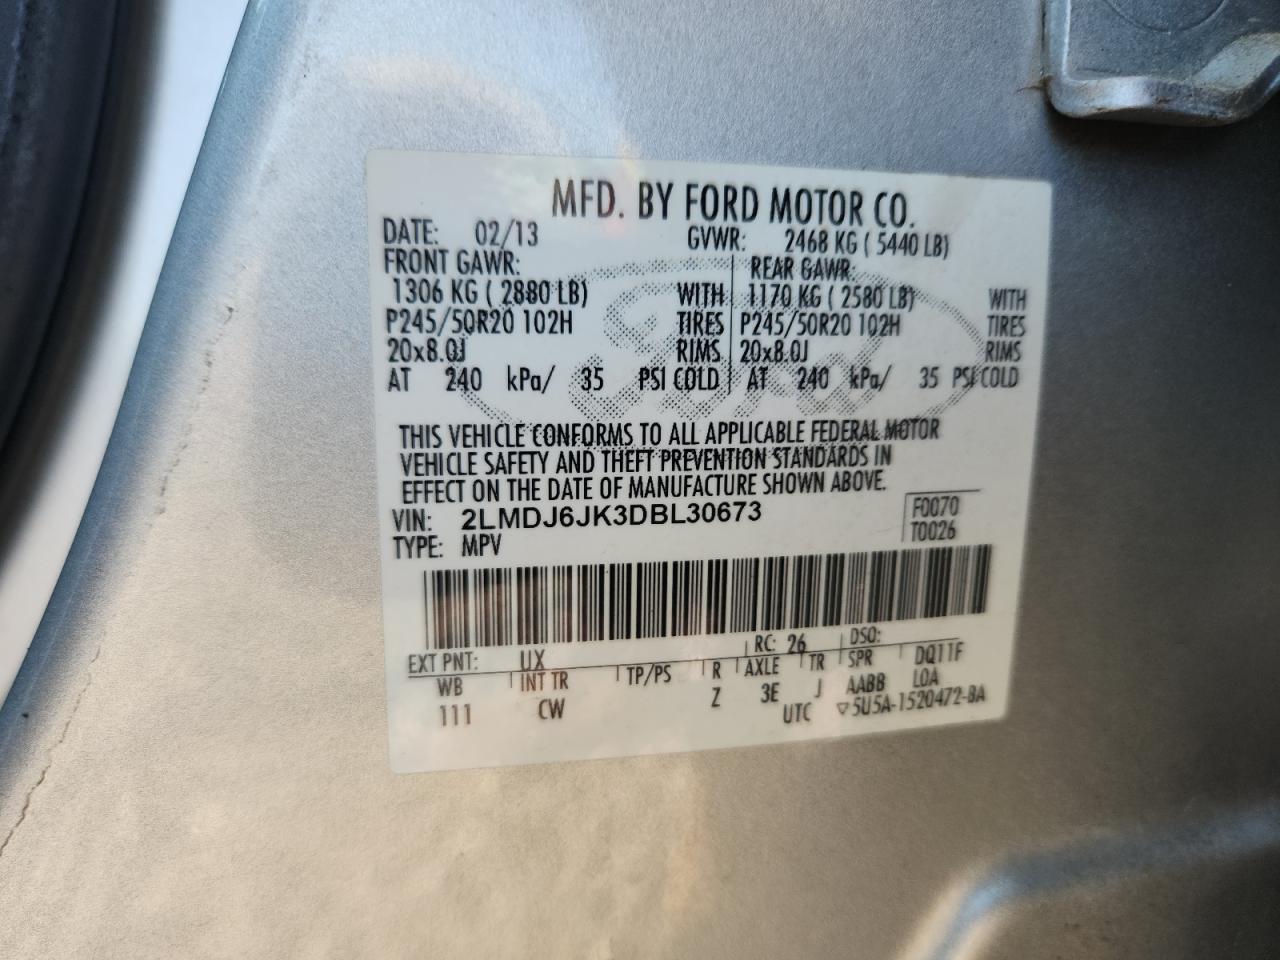 MFD. BY FORD MOTOR CO.
DATE: 02/13 GVWR: 2468 KG ( 5440 LB)
FRONT GAWR: REAR GAWR:
1306 KG ( 2880 LB) WITH 1170 KG ( 2580 LB) WITH
P245/50R20 102H TIRES P245/50R20 102H TIRES
20x8.0J RIMS 20x8.0J RIMS
AT 240 kPa/ 35 PSI COLD AT 240 kPa/ 35 PSI COLD
Ford
THIS VEHICLE CONFORMS TO ALL APPLICABLE FEDERAL MOTOR
VEHICLE SAFETY AND THEFT PREVENTION STANDARDS IN
EFFECT ON THE DATE OF MANUFACTURE SHOWN ABOVE.
VIN: 2LMDJ6JK3DBL30673 F0070
TYPE: MPV T0026
EXT PNT: UX RC: 26 DSO:
WB INT TR TP/PS R AXLE TR SPR DQ11F
111 CW Z 3E J AABB LOA
UTC ▽5U5A-1520472-BA